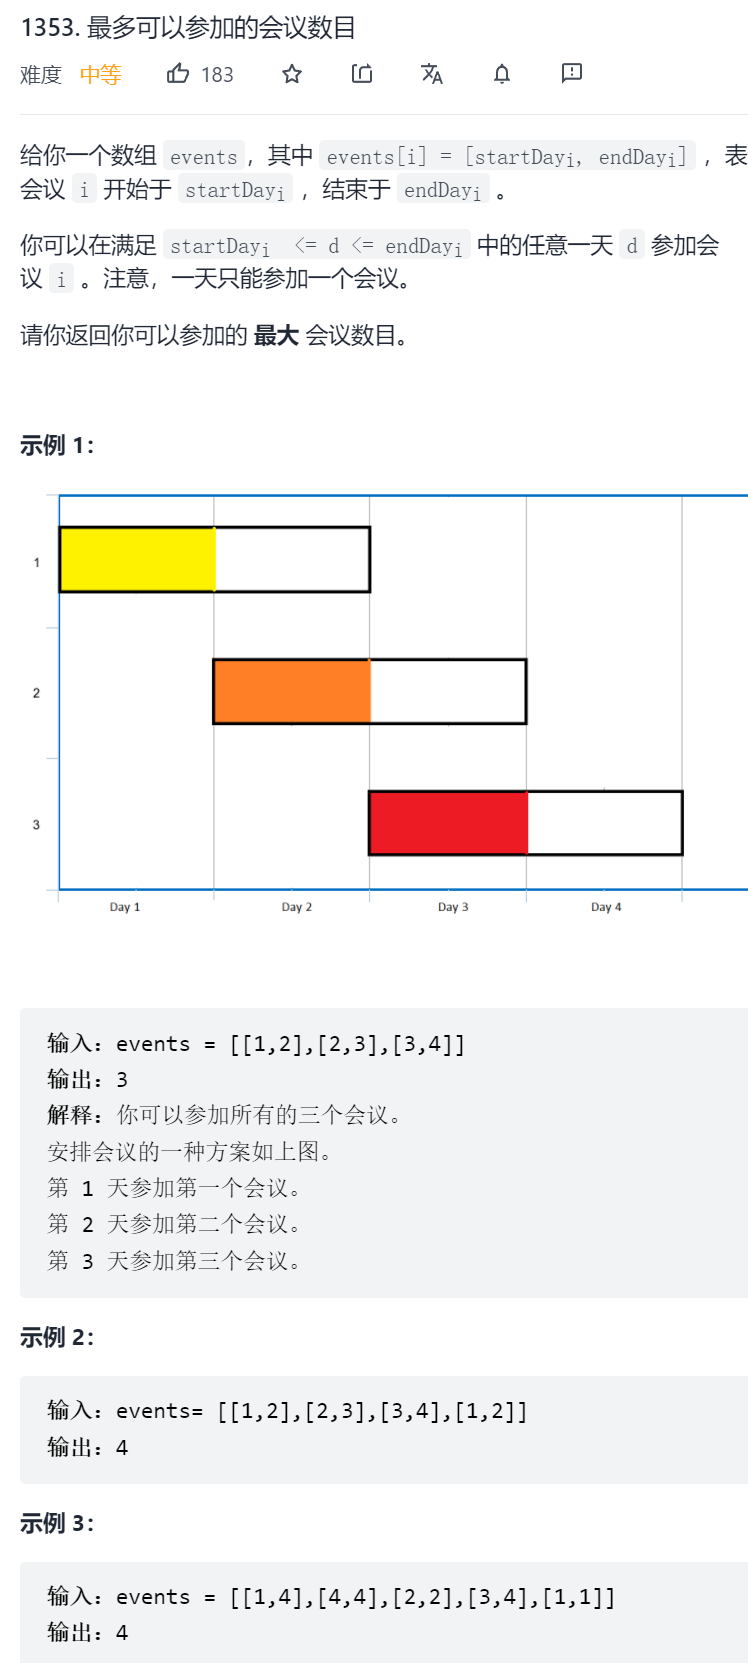 1353. 最多可以参加的会议数目
难度 中等 183
给你一个数组 events，其中 events[i] = [startDayi, endDayi] ，表
会议 i 开始于 startDayi ，结束于 endDayi 。
你可以在满足 startDayi <= d <= endDayi 中的任意一天 d 参加会
议 i 。注意，一天只能参加一个会议。
请你返回你可以参加的 最大 会议数目。
示例 1：
1
2
3
Day 1 Day 2 Day 3 Day 4
输入：events = [[1,2],[2,3],[3,4]]
输出：3
解释：你可以参加所有的三个会议。
安排会议的一种方案如上图。
第 1 天参加第一个会议。
第 2 天参加第二个会议。
第 3 天参加第三个会议。
示例 2：
输入：events= [[1,2],[2,3],[3,4],[1,2]]
输出：4
示例 3：
输入：events = [[1,4],[4,4],[2,2],[3,4],[1,1]]
输出：4